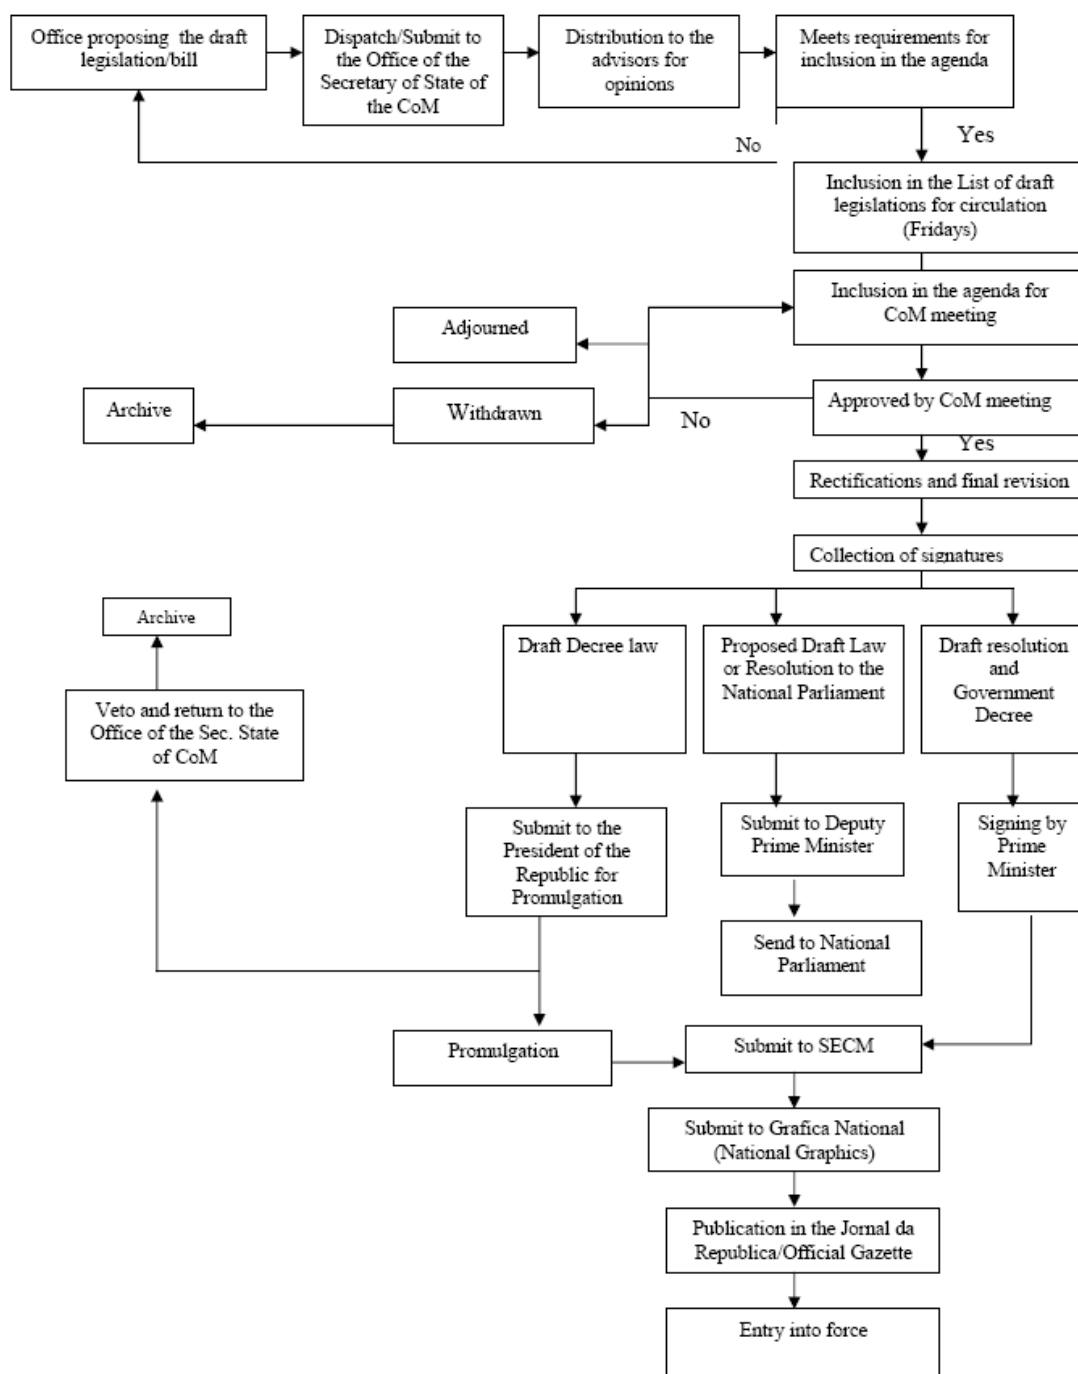 Office proposing the draft
legislation/bill
Dispatch/Submit to
the Office of the
Secretary of State of
the CoM
Distribution to the
advisors for
opinions
Meets requirements for
inclusion in the agenda
No
Yes
Inclusion in the List of draft
legislations for circulation
(Fridays)
Inclusion in the agenda for
CoM meeting
Adjourned
Archive
Withdrawn
No
Approved by CoM meeting
Yes
Rectifications and final revision
Collection of signatures
Archive
Draft Decree law
Proposed Draft Law
or Resolution to the
National Parliament
Draft resolution
and
Government
Decree
Veto and return to the
Office of the Sec. State
of CoM
Submit to the
President of the
Republic for
Promulgation
Submit to Deputy
Prime Minister
Signing by
Prime
Minister
Send to National
Parliament
Promulgation
Submit to SECM
Submit to Grafica National
(National Graphics)
Publication in the Jornal da
Republica/Official Gazette
Entry into force